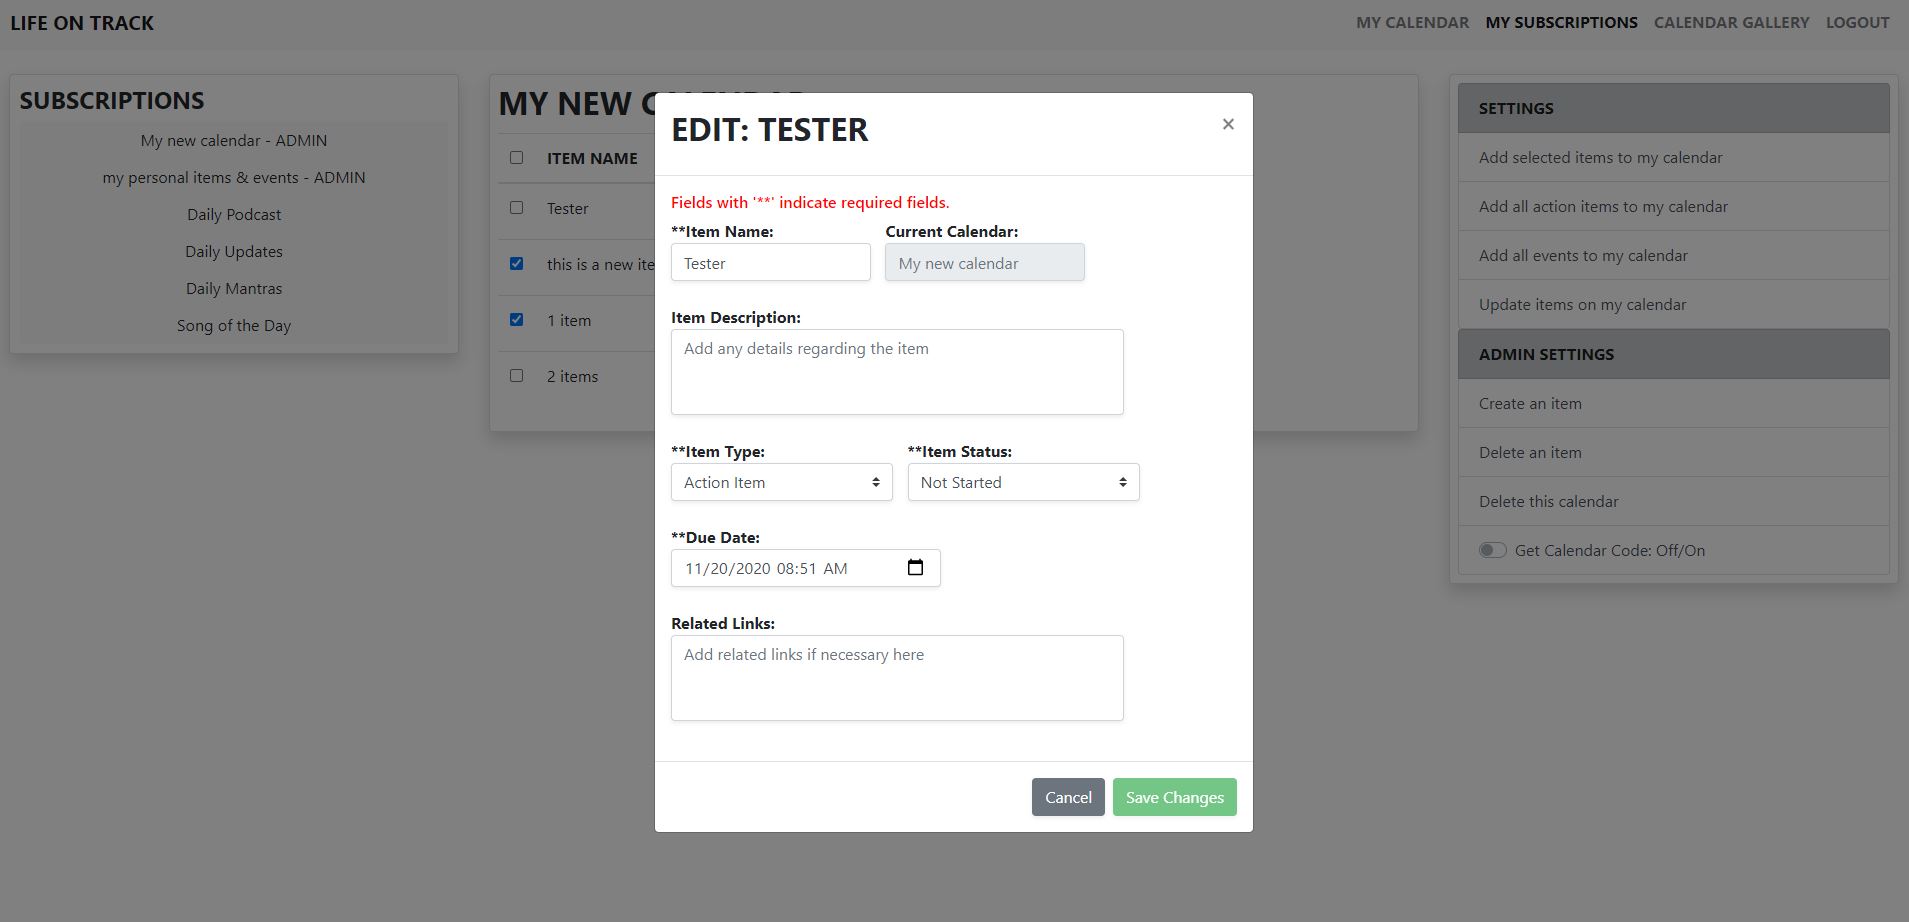 LIFE ON TRACK
MY CALENDAR MY SUBSCRIPTIONS CALENDAR GALLERY LOGOUT
SUBSCRIPTIONS
My new calendar - ADMIN
my personal items & events - ADMIN
Daily Podcast
Daily Updates
Daily Mantras
Song of the Day
MY NEW
ITEM NAME
Tester
this is a new ite
1 item
2 items
EDIT: TESTER
×
Fields with '**' indicate required fields.
**Item Name: Current Calendar:
Tester My new calendar
Item Description:
Add any details regarding the item
**Item Type: **Item Status:
Action Item Not Started
**Due Date:
11/20/2020 08:51 AM
Related Links:
Add related links if necessary here
Cancel Save Changes
SETTINGS
Add selected items to my calendar
Add all action items to my calendar
Add all events to my calendar
Update items on my calendar
ADMIN SETTINGS
Create an item
Delete an item
Delete this calendar
Get Calendar Code: Off/On